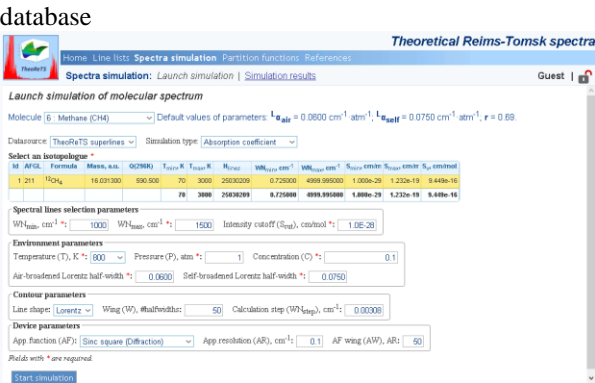 database
Theoretical Reims-Tomsk spectra
TheoReTS
Home Line lists Spectra simulation Partition functions References
Spectra simulation: Launch simulation | Simulation results
Guest |
Launch simulation of molecular spectrum
Molecule 6 : Methane (CH4) Default values of parameters: Lα air = 0.0600 cm-1·atm-1; Lα self = 0.0750 cm-1·atm-1, r = 0.69.
Datasource: TheoReTS superlines Simulation type: Absorption coefficient
Select an isotopologue *
Id AFGL Formula Mass, a.u. Q(296K) Tmin, K Tmax, K Nlines WNmin, cm-1 WNmax, cm-1 Smin, cm/m Smax, cm/m S, cm/mol
1 211 12CH4 16.031300 590.500 70 3000 25030209 0.725000 4999.995000 1.000e-29 1.232e-19 9.449e-16
70 3000 25030209 0.725000 4999.995000 1.000e-29 1.232e-19 9.449e-16
Spectral lines selection parameters
WNmin, cm-1 *: 1000 WNmax, cm-1 *: 1500 Intensity cutoff (Scut), cm/mol *: 1.0E-28
Environment parameters
Temperature (T), K *: 800 Pressure (P), atm *: 1 Concentration (C) *: 0.1
Air-broadened Lorentz half-width *: 0.0600 Self-broadened Lorentz half-width *: 0.0750
Contour parameters
Line shape: Lorentz Wing (W), #halfwidths: 50 Calculation step (WNstep), cm-1: 0.00308
Device parameters
App.function (AF): Sinc square (Diffraction) App.resolution (AR), cm-1: 0.1 AF wing (AW), AR: 50
Fields with * are required
Start simulation